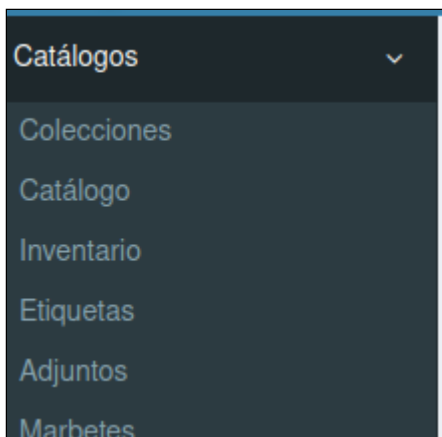 Catálogos
Colecciones
Catálogo
Inventario
Etiquetas
Adjuntos
Marbetes